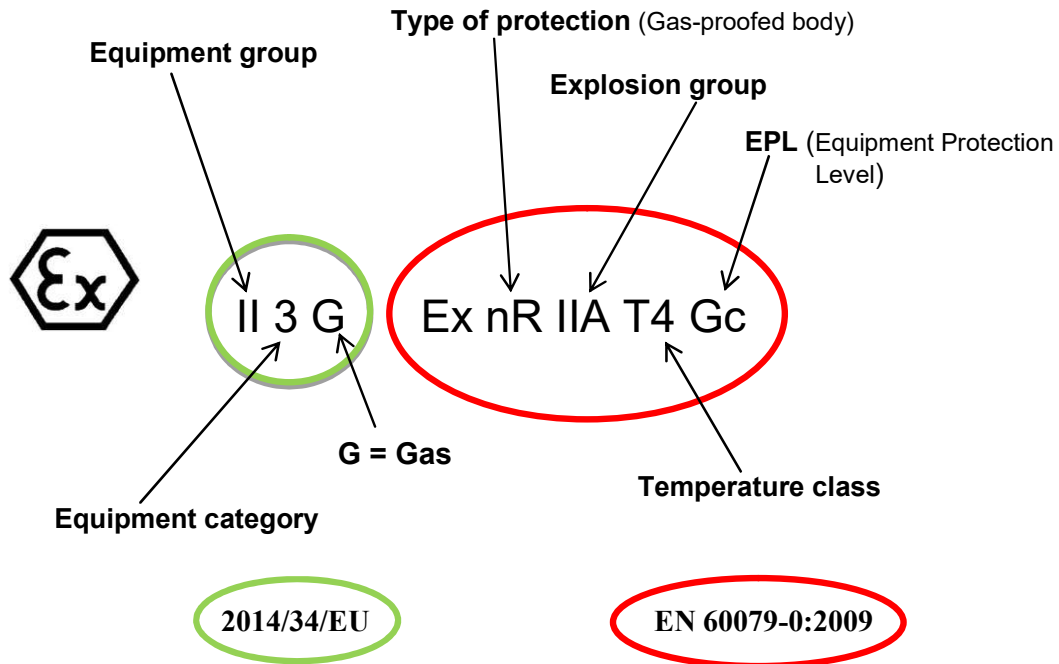 Type of protection (Gas-proofed body)
Equipment group
Explosion group
EPL (Equipment Protection
Level)
Ex
II 3 G
Ex nR IIA T4 Gc
G = Gas
Temperature class
Equipment category
2014/34/EU
EN 60079-0:2009